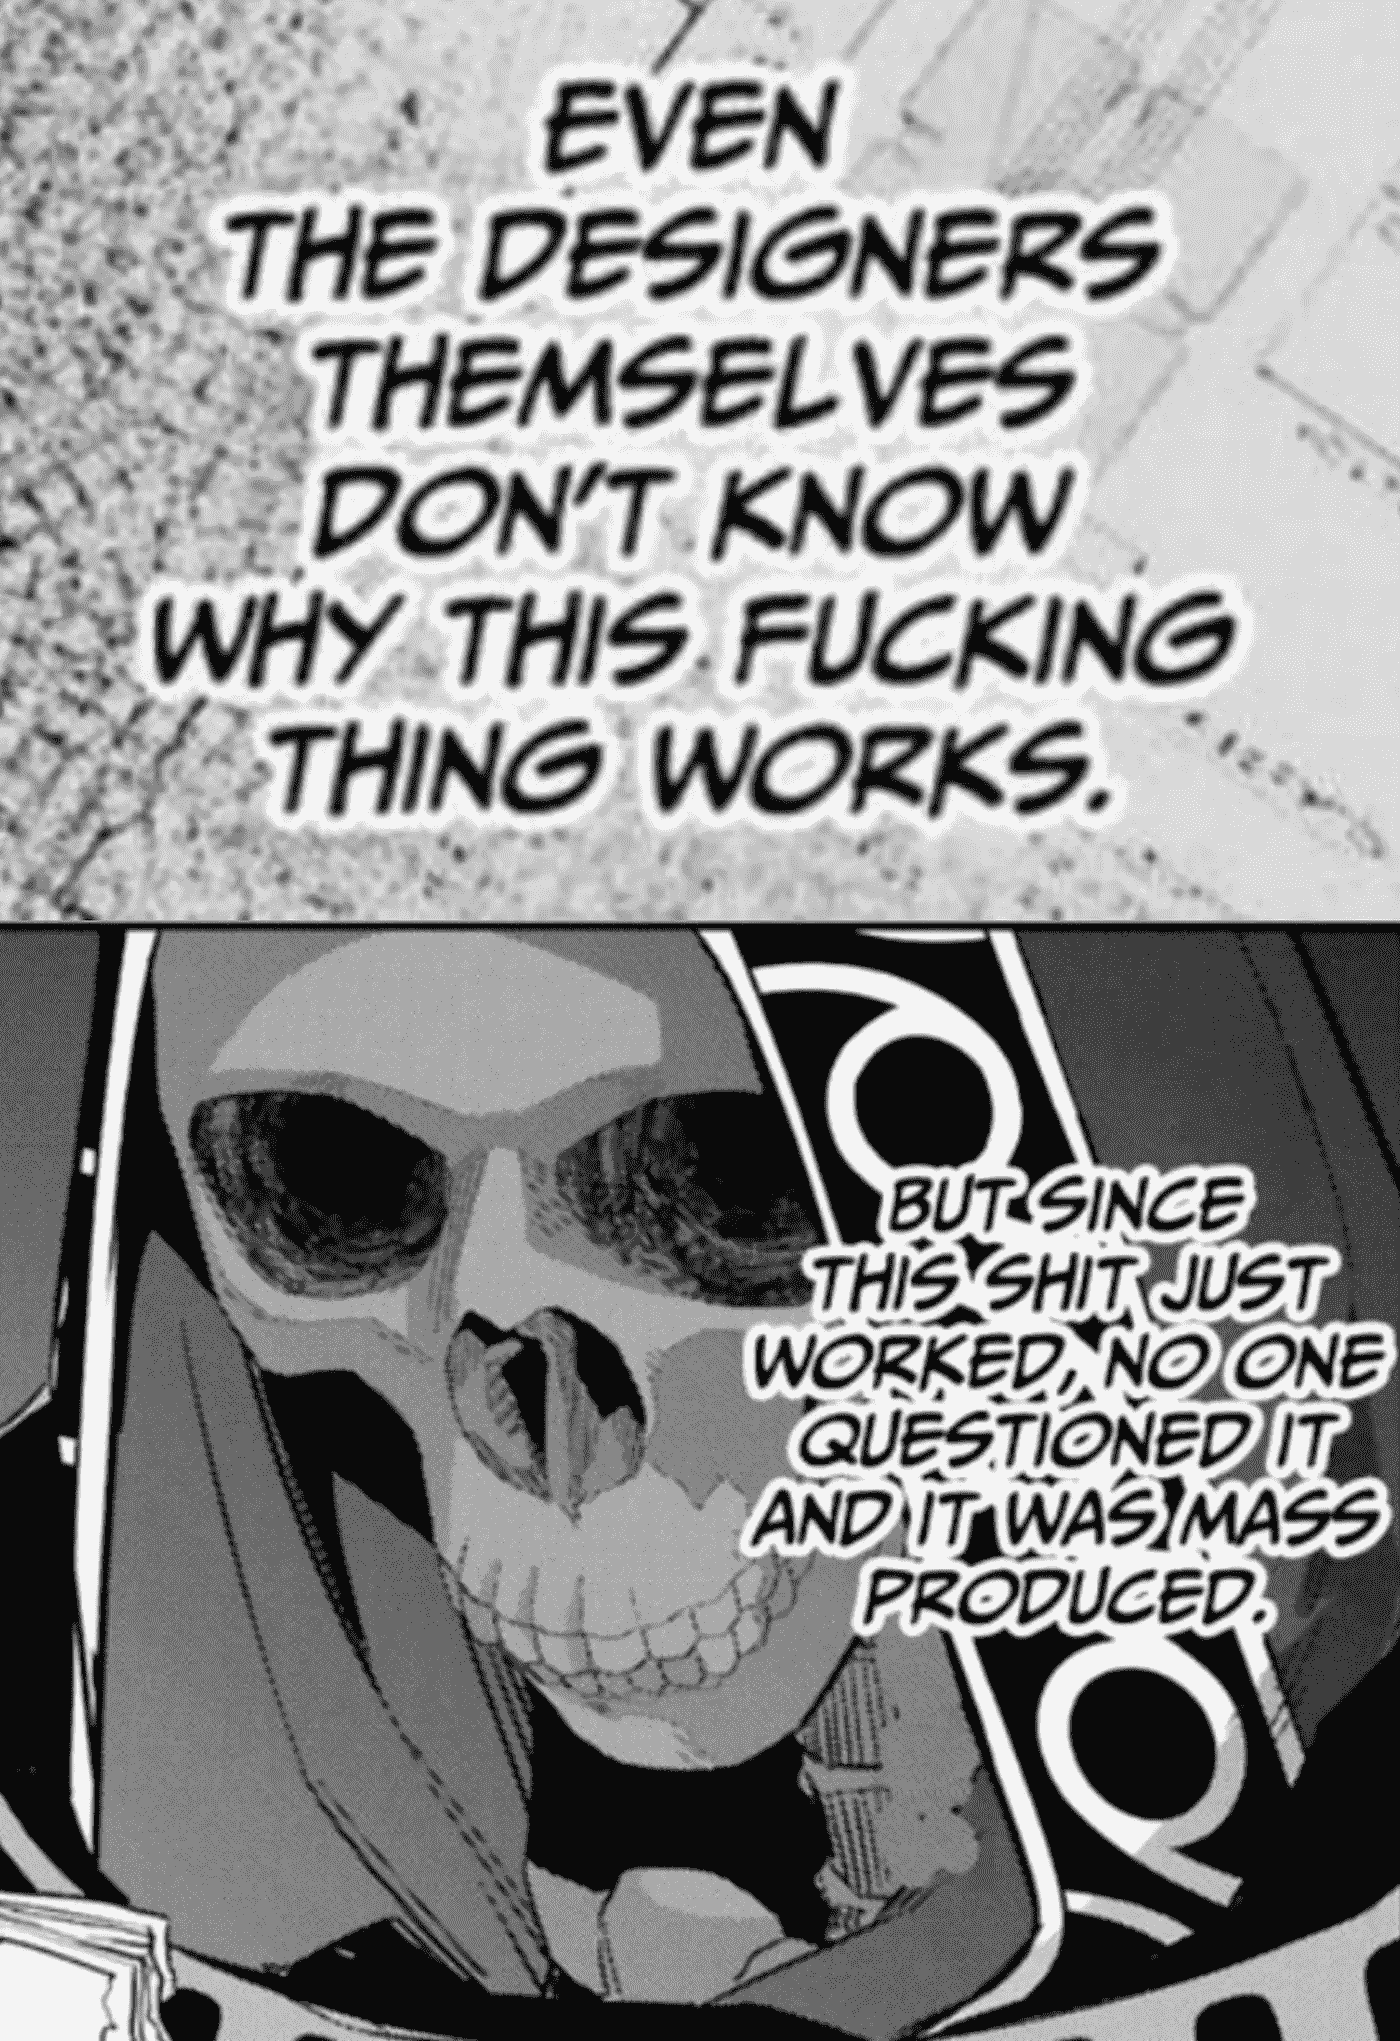 EVEN
THE DESIGNERS
THEMSELVES
DON'T KNOW
WHY THIS FUCKING
THING WORKS.
BUT SINCE
THIS SHIT JUST
WORKED, NO ONE
QUESTIONED IT
AND IT WAS MASS
PRODUCED.